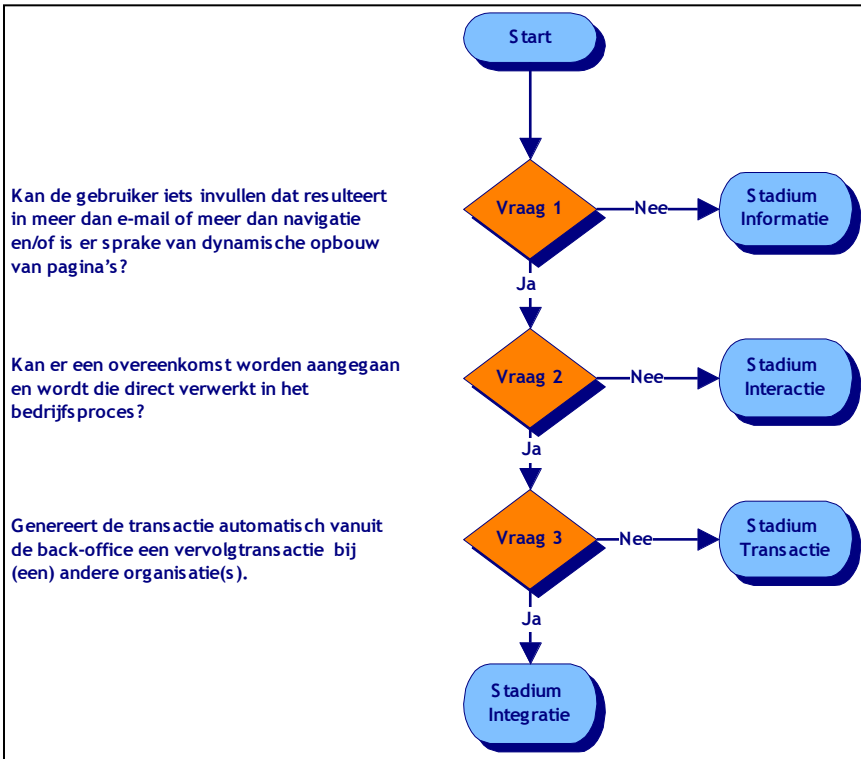 Start
Kan de gebruiker iets invullen dat resulteert
in meer dan e-mail of meer dan navigatie
en/of is er sprake van dynamische opbouw
van pagina's?
Vraag 1
Nee
Stadium
Informatie
Ja
Kan er een overeenkomst worden aangegaan
en wordt die direct verwerkt in het
bedrijfsproces?
Vraag 2
Nee
Stadium
Interactie
Ja
Genereert de transactie automatisch vanuit
de back-office een vervolgtransactie bij
(een) andere organisatie(s).
Vraag 3
Nee
Stadium
Transactie
Ja
Stadium
Integratie